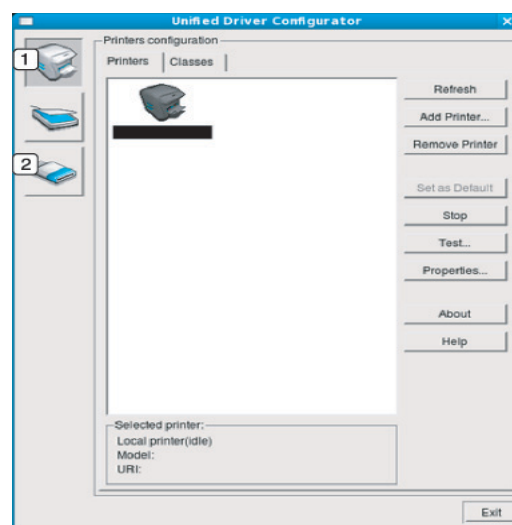 Unified Driver Configurator
1
2
Printers configuration
Printers
Classes
Refresh
Add Printer...
Remove Printer
Set as Default
Stop
Test...
Properties...
About
Help
Selected printer:
Local printer(idle)
Model:
URI:
Exit